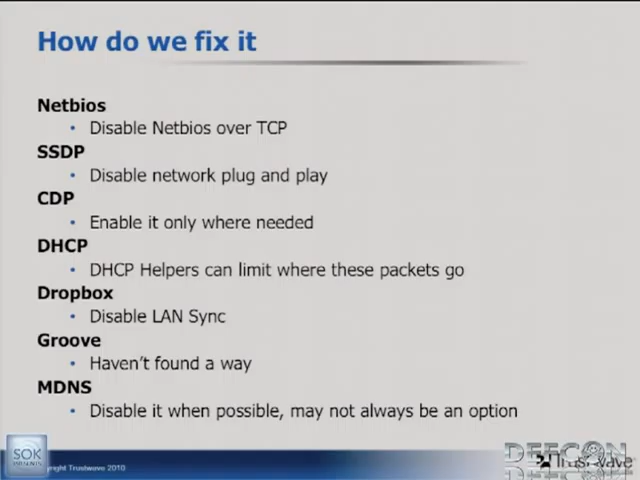 How do we fix it
Netbios
• Disable Netbios over TCP
SSDP
• Disable network plug and play
CDP
• Enable it only where needed
DHCP
• DHCP Helpers can limit where these packets go
Dropbox
• Disable LAN Sync
Groove
• Haven't found a way
MDNS
• Disable it when possible, may not always be an option
SOK
yright Trustwave 2010
DEFCON
Trustwave